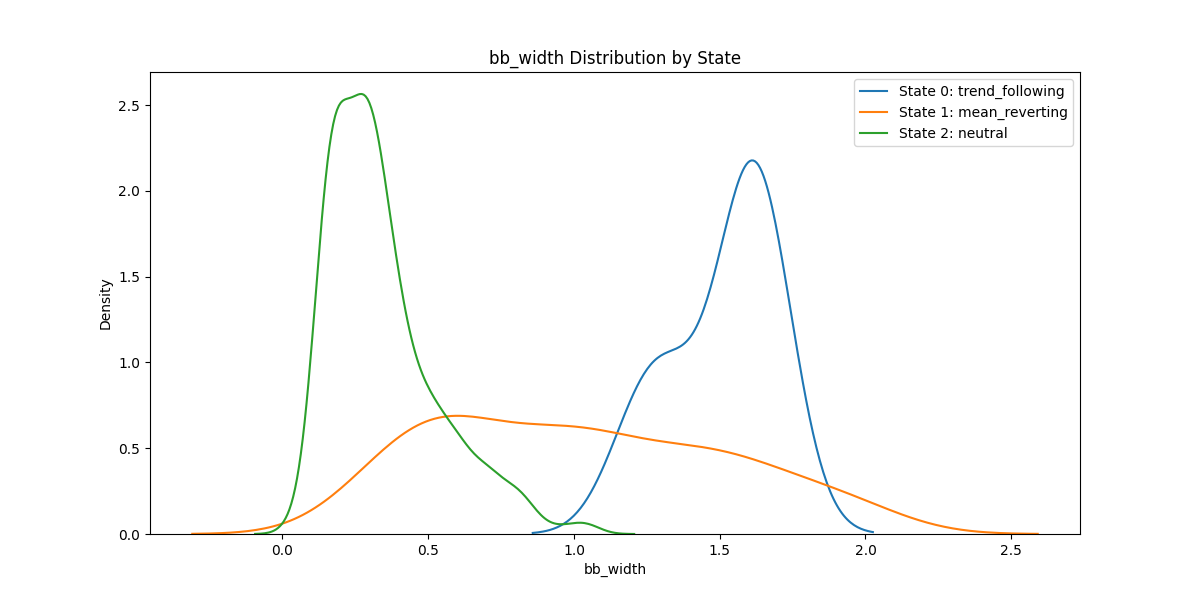 bb_width Distribution by State
State 0: trend_following
State 1: mean_reverting
State 2: neutral
Density
2.5
2.0
1.5
1.0
0.5
0.0
0.0 0.5 1.0 1.5 2.0 2.5
bb_width